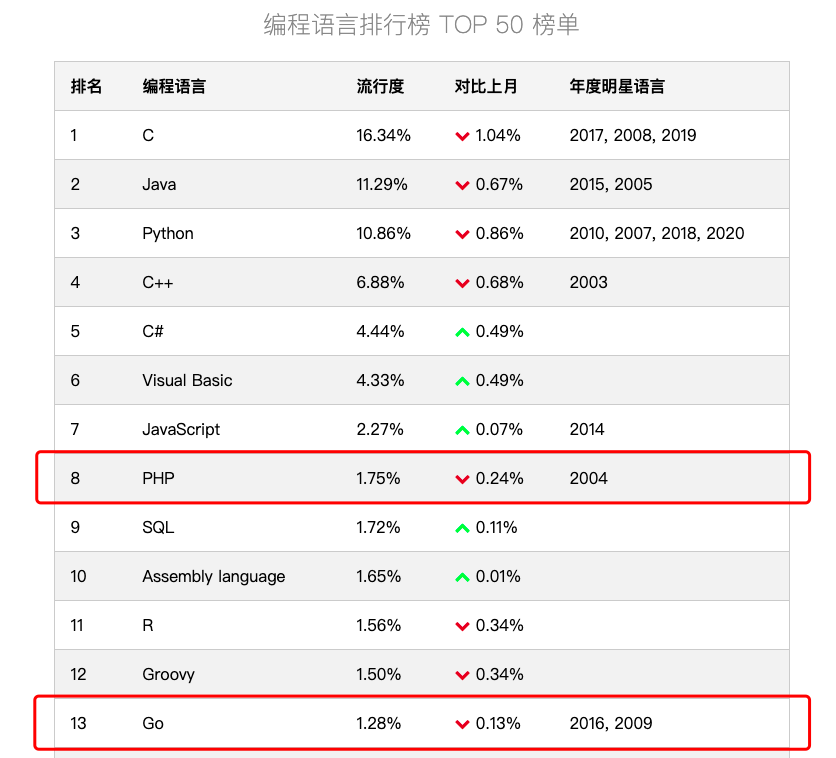 编程语言排行榜 TOP 50 榜单
排名 编程语言 流行度 对比上月 年度明星语言
1 C 16.34% 1.04% 2017, 2008, 2019
2 Java 11.29% 0.67% 2015, 2005
3 Python 10.86% 0.86% 2010, 2007, 2018, 2020
4 C++ 6.88% 0.68% 2003
5 C# 4.44% 0.49%
6 Visual Basic 4.33% 0.49%
7 JavaScript 2.27% 0.07% 2014
8 PHP 1.75% 0.24% 2004
9 SQL 1.72% 0.11%
10 Assembly language 1.65% 0.01%
11 R 1.56% 0.34%
12 Groovy 1.50% 0.34%
13 Go 1.28% 0.13% 2016, 2009